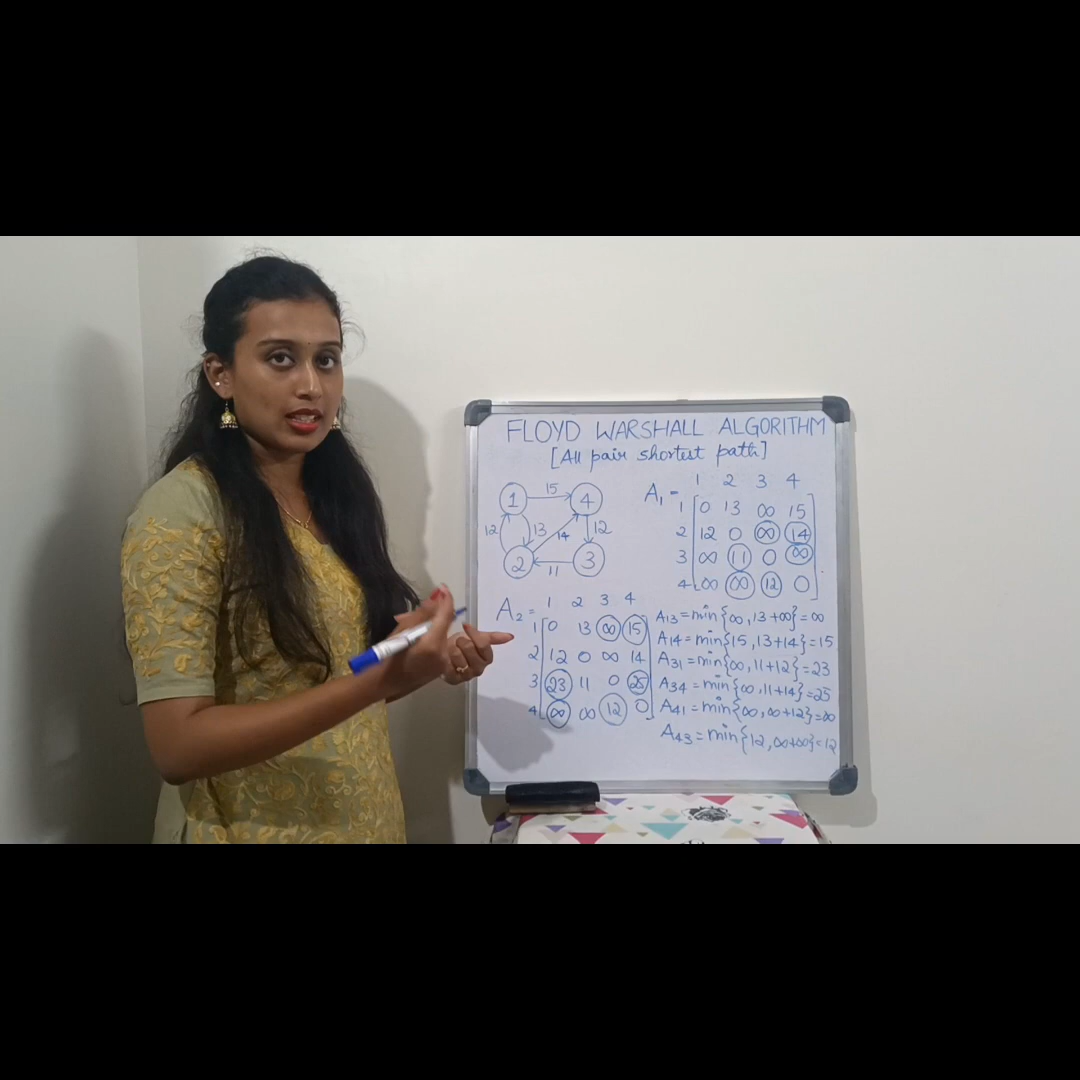 FLOYD WARSHALL ALGORITHM
[All pair shortest path]
1 15 4
12 13 14 12
2 11 3
A₁ =
1 2 3 4
1 0 13 ∞ 15
2 12 0 ∞ 14
3 ∞ 11 0 ∞
4 ∞ ∞ 12 0
A₂ =
1 2 3 4
1 0 13 ∞ 15
2 12 0 ∞ 14
3 23 11 0 25
4 ∞ ∞ 12 0
A₁₃ = min{∞, 13+∞} = ∞
A₁₄ = min{15, 13+14} = 15
A₃₁ = min{∞, 11+12} = 23
A₃₄ = min{∞, 11+14} = 25
A₄₁ = min{∞, ∞+12} = ∞
A₄₃ = min{12, ∞+∞} = 12